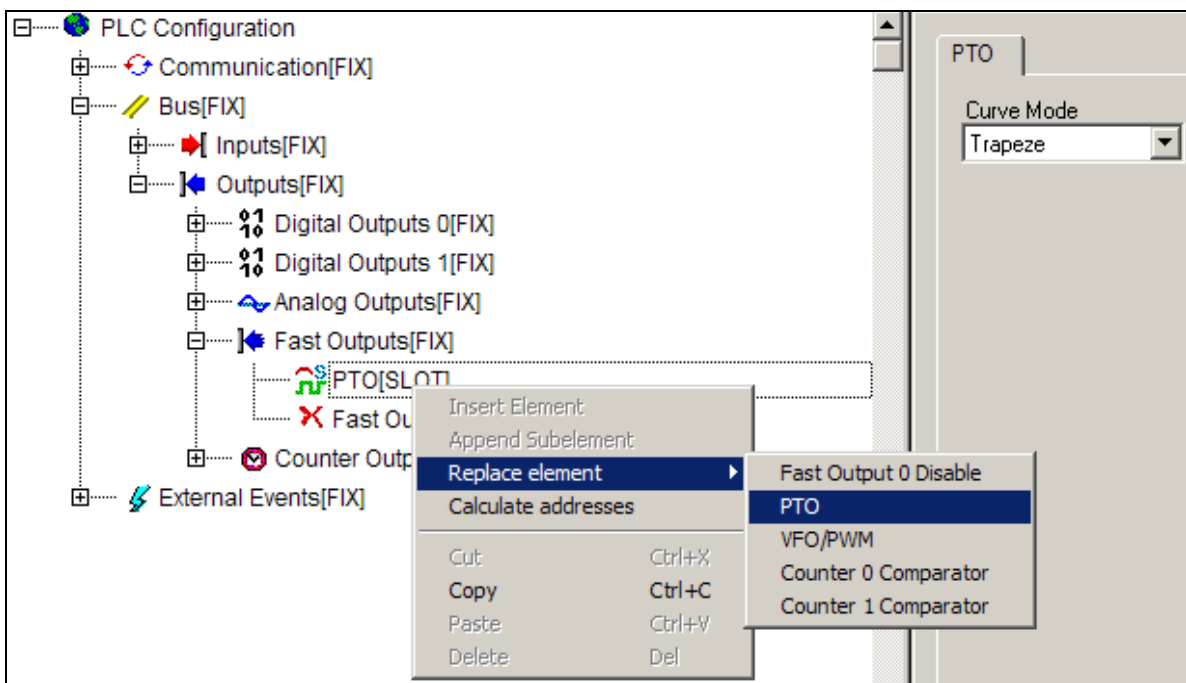 PLC Configuration
Communication[FIX]
Bus[FIX]
Inputs[FIX]
Outputs[FIX]
Digital Outputs 0[FIX]
Digital Outputs 1[FIX]
Analog Outputs[FIX]
Fast Outputs[FIX]
PTO[SLOT]
Fast Ou
Counter Outp
External Events[FIX]
Insert Element
Append Subelement
Replace element
Calculate addresses
Cut Ctrl+X
Copy Ctrl+C
Paste Ctrl+V
Delete Del
Fast Output 0 Disable
PTO
VFO/PWM
Counter 0 Comparator
Counter 1 Comparator
PTO
Curve Mode
Trapeze